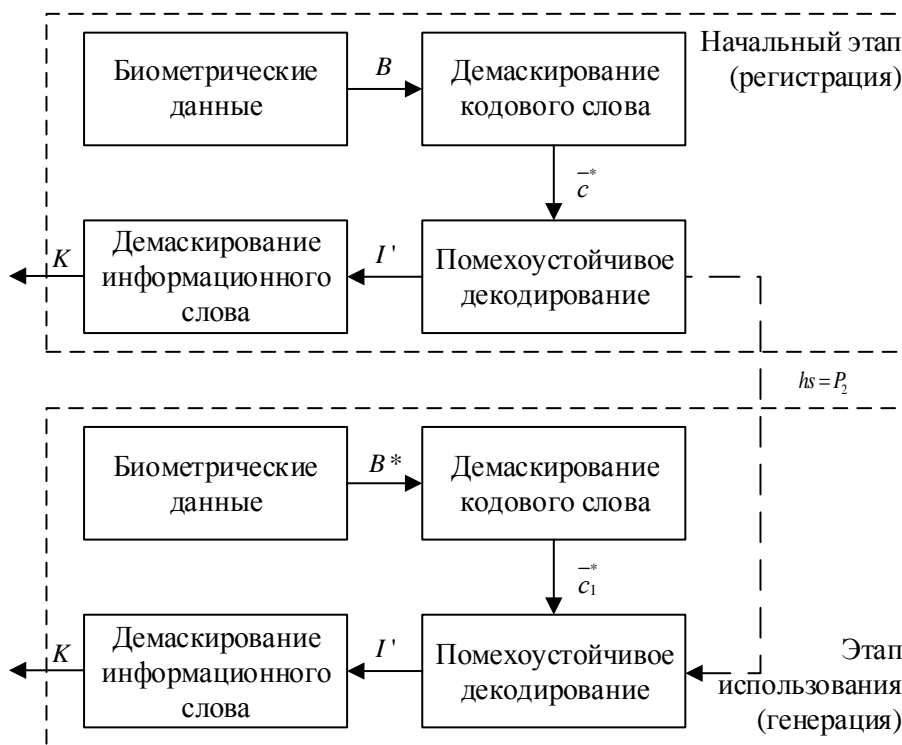 Начальный этап
(регистрация)
Биометрические
данные
B
Демаскирование
кодового слова
c̅*
K
Демаскирование
информационного
слова
I'
Помехоустойчивое
декодирование
hs = P₂
Биометрические
данные
B*
Демаскирование
кодового слова
c̅₁*
K
Демаскирование
информационного
слова
I'
Помехоустойчивое
декодирование
Этап
использования
(генерация)